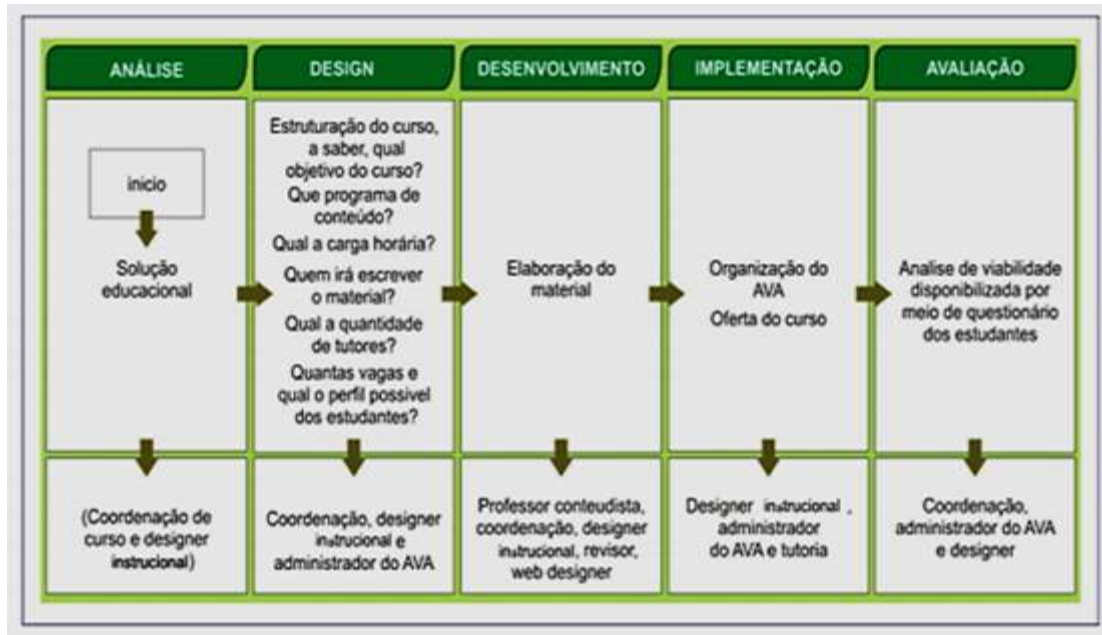 ANÁLISE
DESIGN
DESENVOLVIMENTO
IMPLEMENTAÇÃO
AVALIAÇÃO
inicio
Solução
educacional
Estruturação do curso,
a saber, qual
objetivo do curso?
Que programa de
conteúdo?
Qual a carga horária?
Quem irá escrever
o material?
Qual a quantidade
de tutores?
Quantas vagas e
qual o perfil possivel
dos estudantes?
Elaboração do
material
Organização do
AVA
Oferta do curso
Analise de viabilidade
disponibilizada por
meio de questionário
dos estudantes
(Coordenação de
curso e designer
instrucional)
Coordenação, designer
instrucional e
administrador do AVA
Professor conteudista,
coordenação, designer
instrucional, revisor,
web designer
Designer instrucional ,
administrador
do AVA e tutoria
Coordenação,
administrador do AVA
e designer